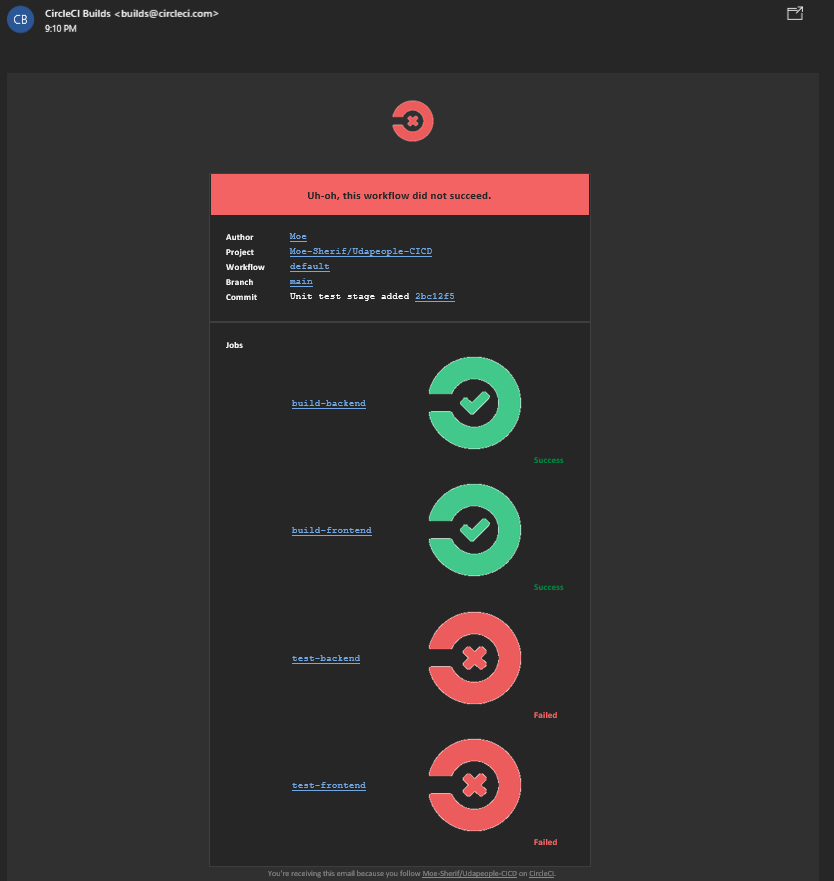 CB
CircleCI Builds <builds@circleci.com>
9:10 PM
Uh-oh, this workflow did not succeed.
Author Moe
Project Moe-Sherif/Udapeople-CICD
Workflow default
Branch main
Commit Unit test stage added 2bc12f5
Jobs
build-backend
Success
build-frontend
Success
test-backend
Failed
test-frontend
Failed
You're receiving this email because you follow Moe-Sherif/Udapeople-CICD on CircleCI.